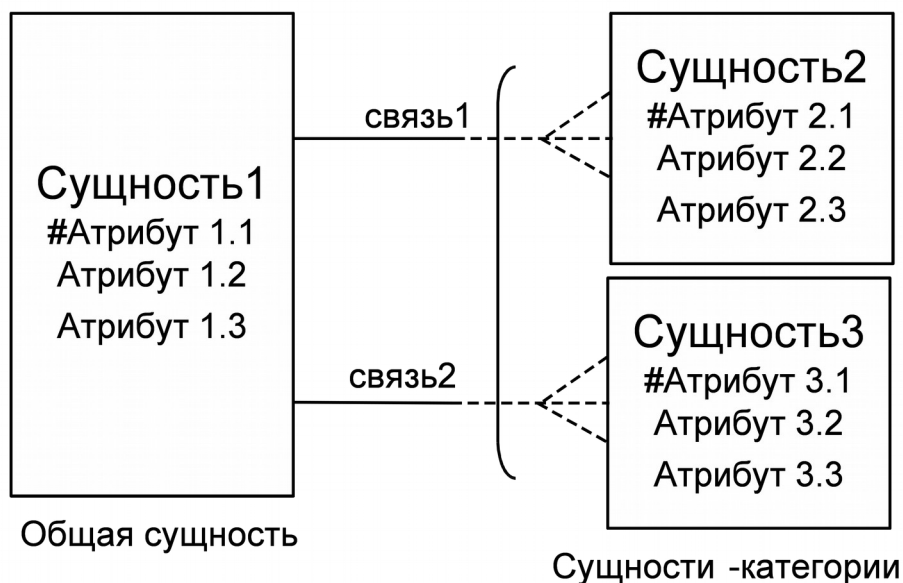 Сущность1
#Атрибут 1.1
Атрибут 1.2
Атрибут 1.3
связь1
связь2
Сущность2
#Атрибут 2.1
Атрибут 2.2
Атрибут 2.3
Сущность3
#Атрибут 3.1
Атрибут 3.2
Атрибут 3.3
Общая сущность
Сущности -категории